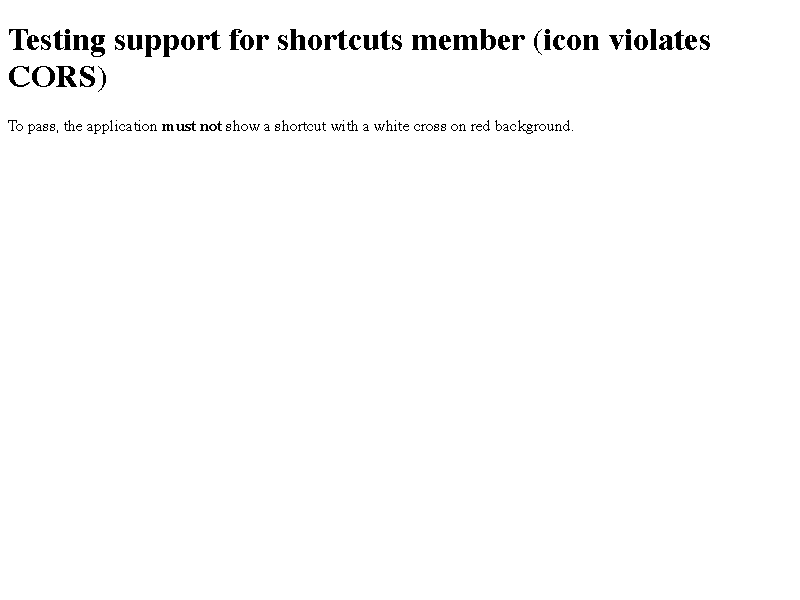 Testing support for shortcuts member (icon violates
CORS)
To pass, the application must not show a shortcut with a white cross on red background.